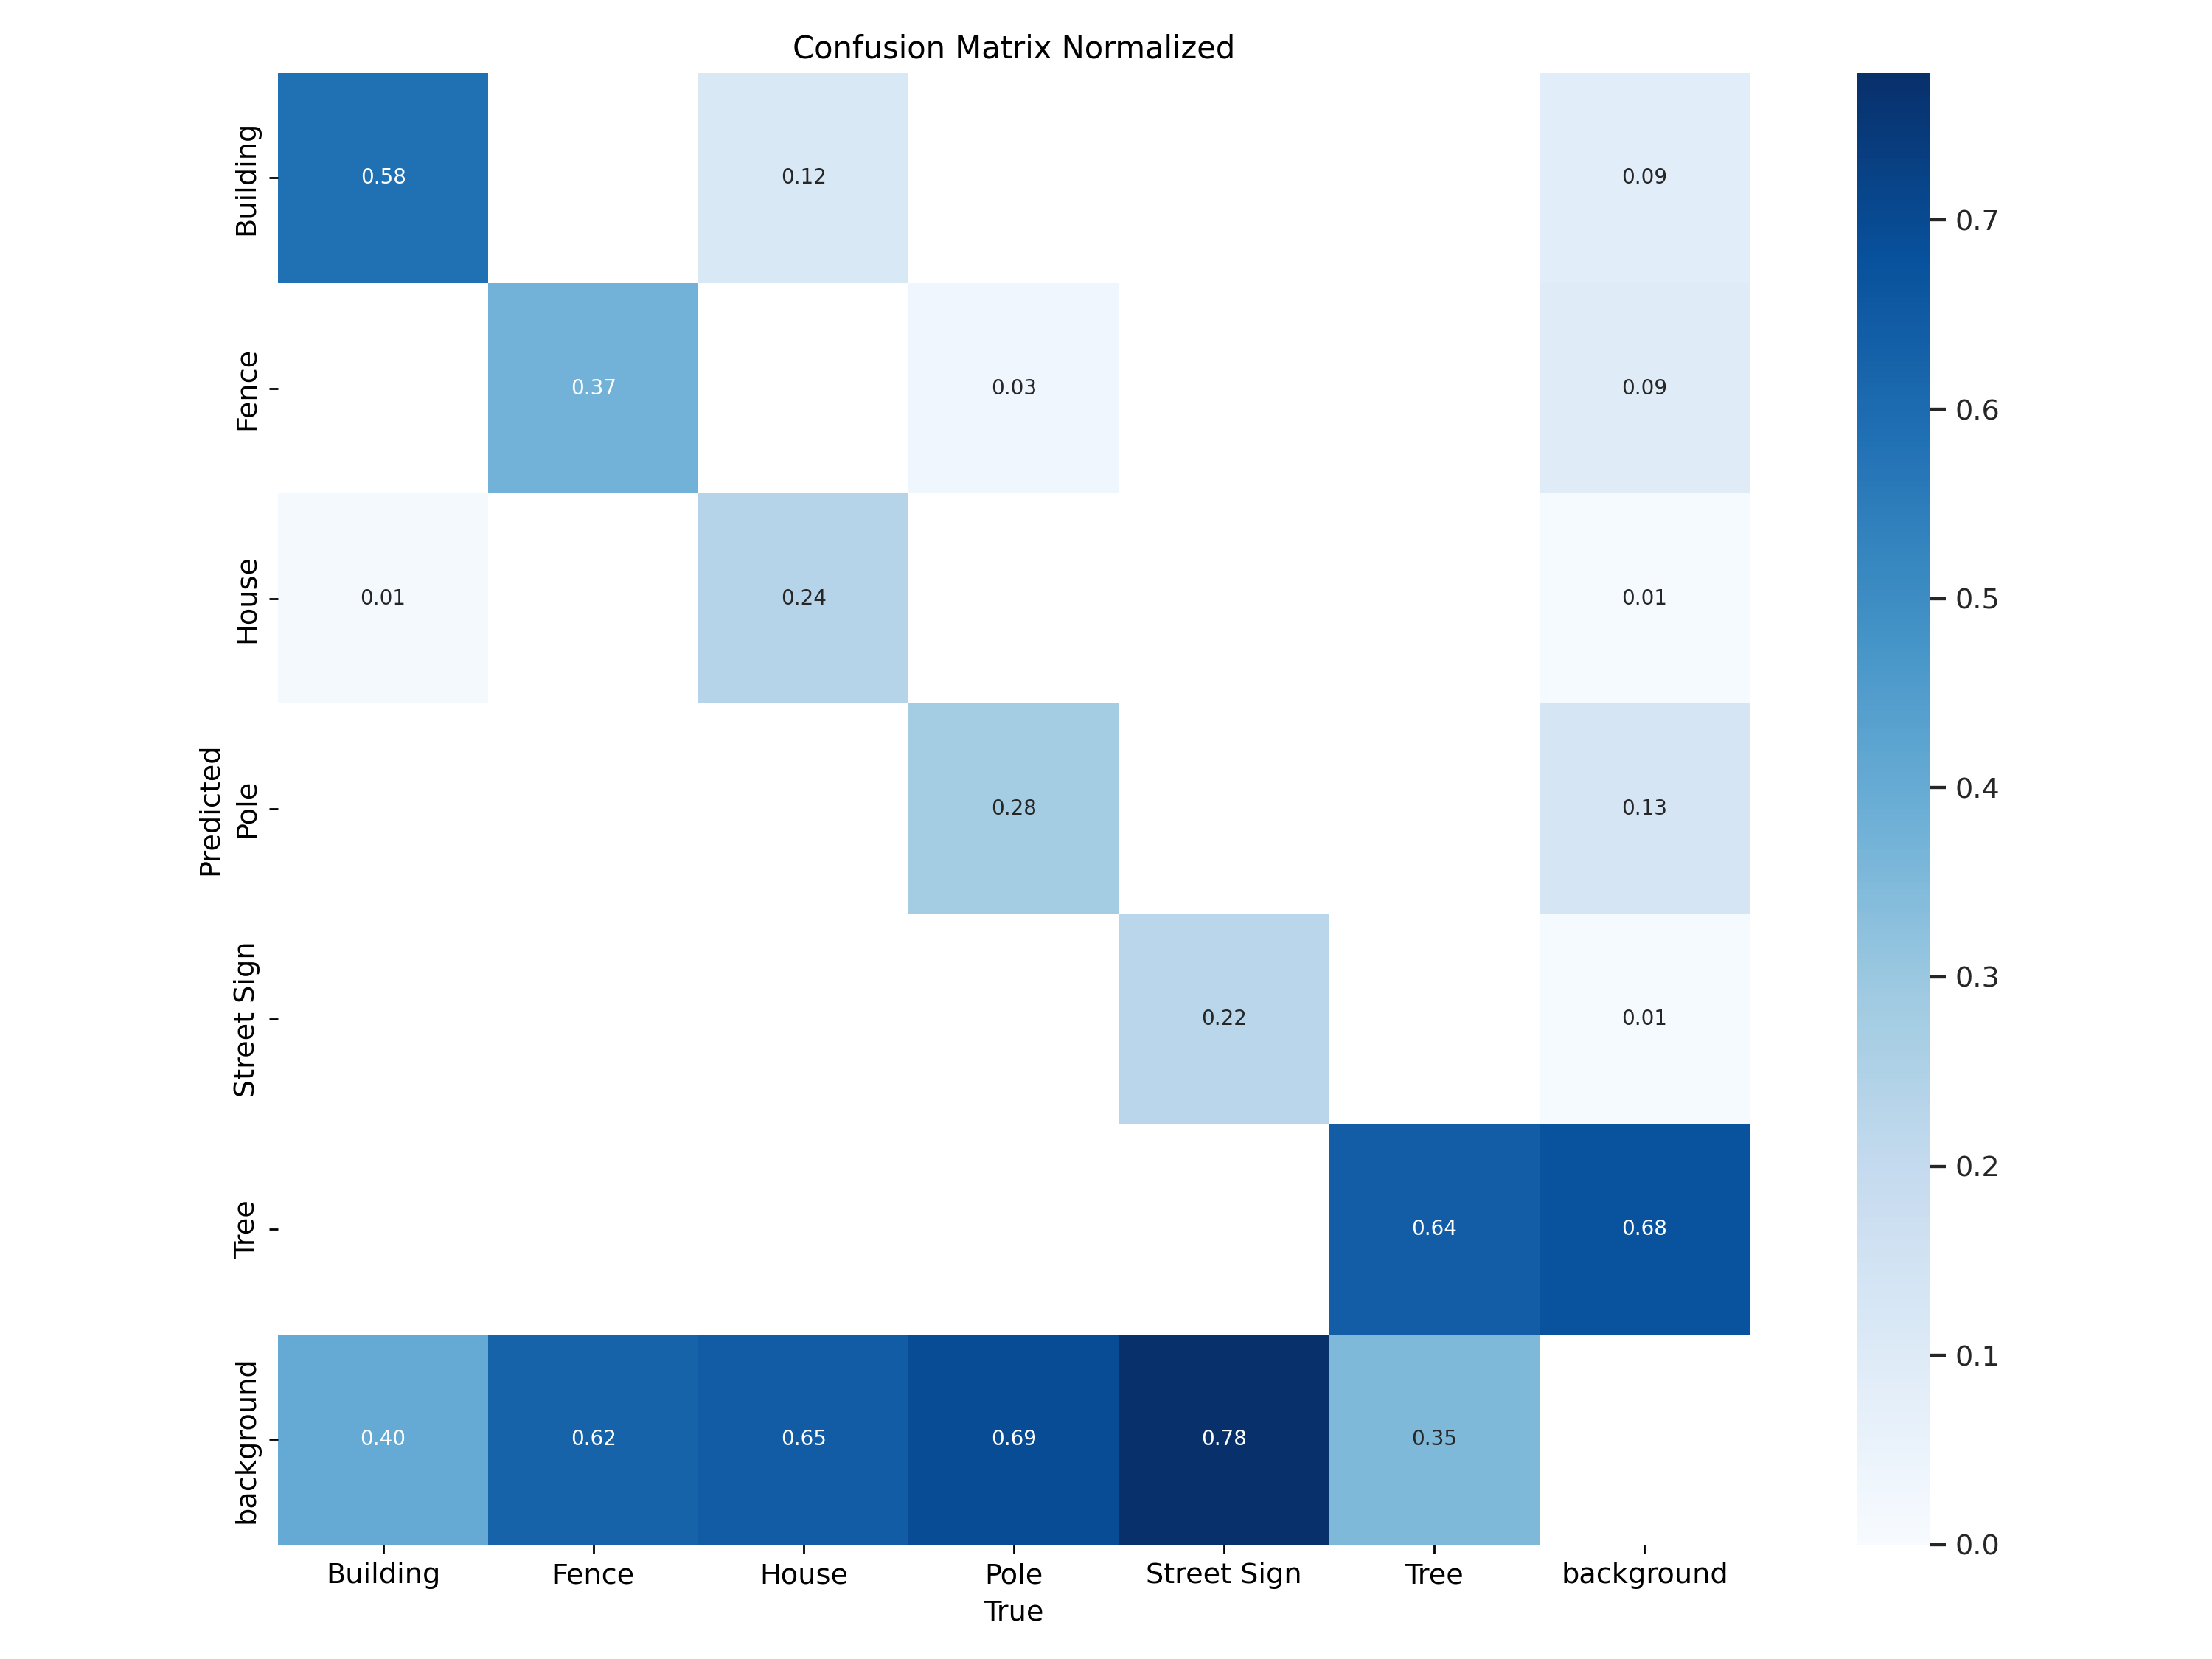 Confusion Matrix Normalized
Building
0.58
0.12
0.09
Fence
0.37
0.03
0.09
House
0.01
0.24
0.01
Pole
0.28
0.13
Street Sign
0.22
0.01
Tree
0.64
0.68
background
0.40
0.62
0.65
0.69
0.78
0.35
Predicted
Building
Fence
House
Pole
Street Sign
Tree
background
True
0.7
0.6
0.5
0.4
0.3
0.2
0.1
0.0